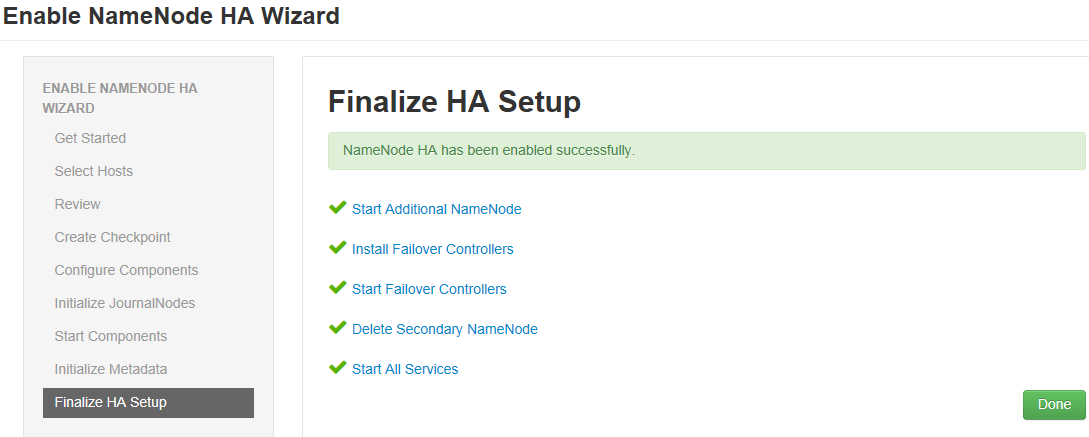 Enable NameNode HA Wizard
ENABLE NAMENODE HA
WIZARD
Get Started
Select Hosts
Review
Create Checkpoint
Configure Components
Initialize JournalNodes
Start Components
Initialize Metadata
Finalize HA Setup
Finalize HA Setup
NameNode HA has been enabled successfully.
Start Additional NameNode
Install Failover Controllers
Start Failover Controllers
Delete Secondary NameNode
Start All Services
Done